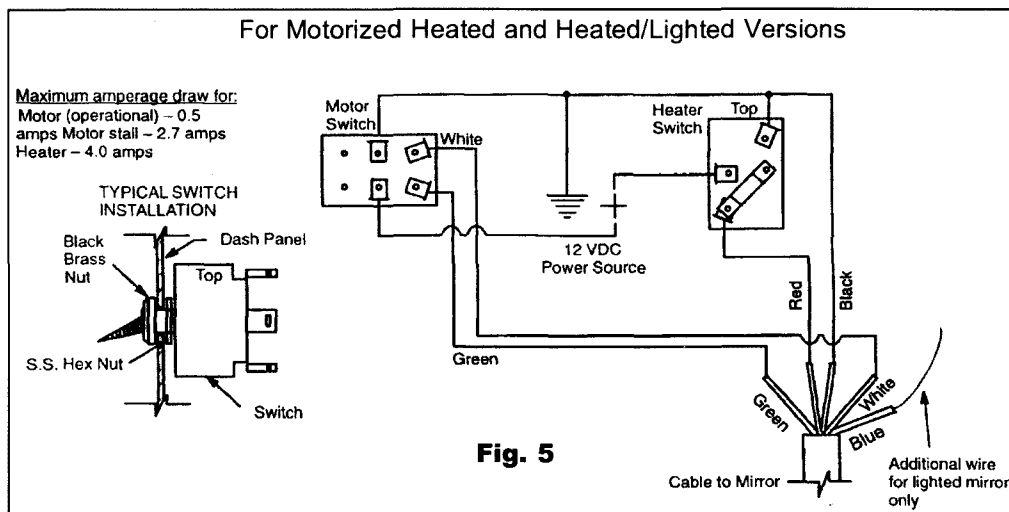 For Motorized Heated and Heated/Lighted Versions
Maximum amperage draw for:
Motor (operational) – 0.5
amps Motor stall – 2.7 amps
Heater – 4.0 amps
TYPICAL SWITCH
INSTALLATION
Black
Brass
Nut
Dash Panel
Top
S.S. Hex Nut
Switch
Motor
Switch
White
Heater
Switch
Top
12 VDC
Power Source
Red
Black
Green
Green
White
Blue
Fig. 5
Cable to Mirror
Additional wire
for lighted mirror
only